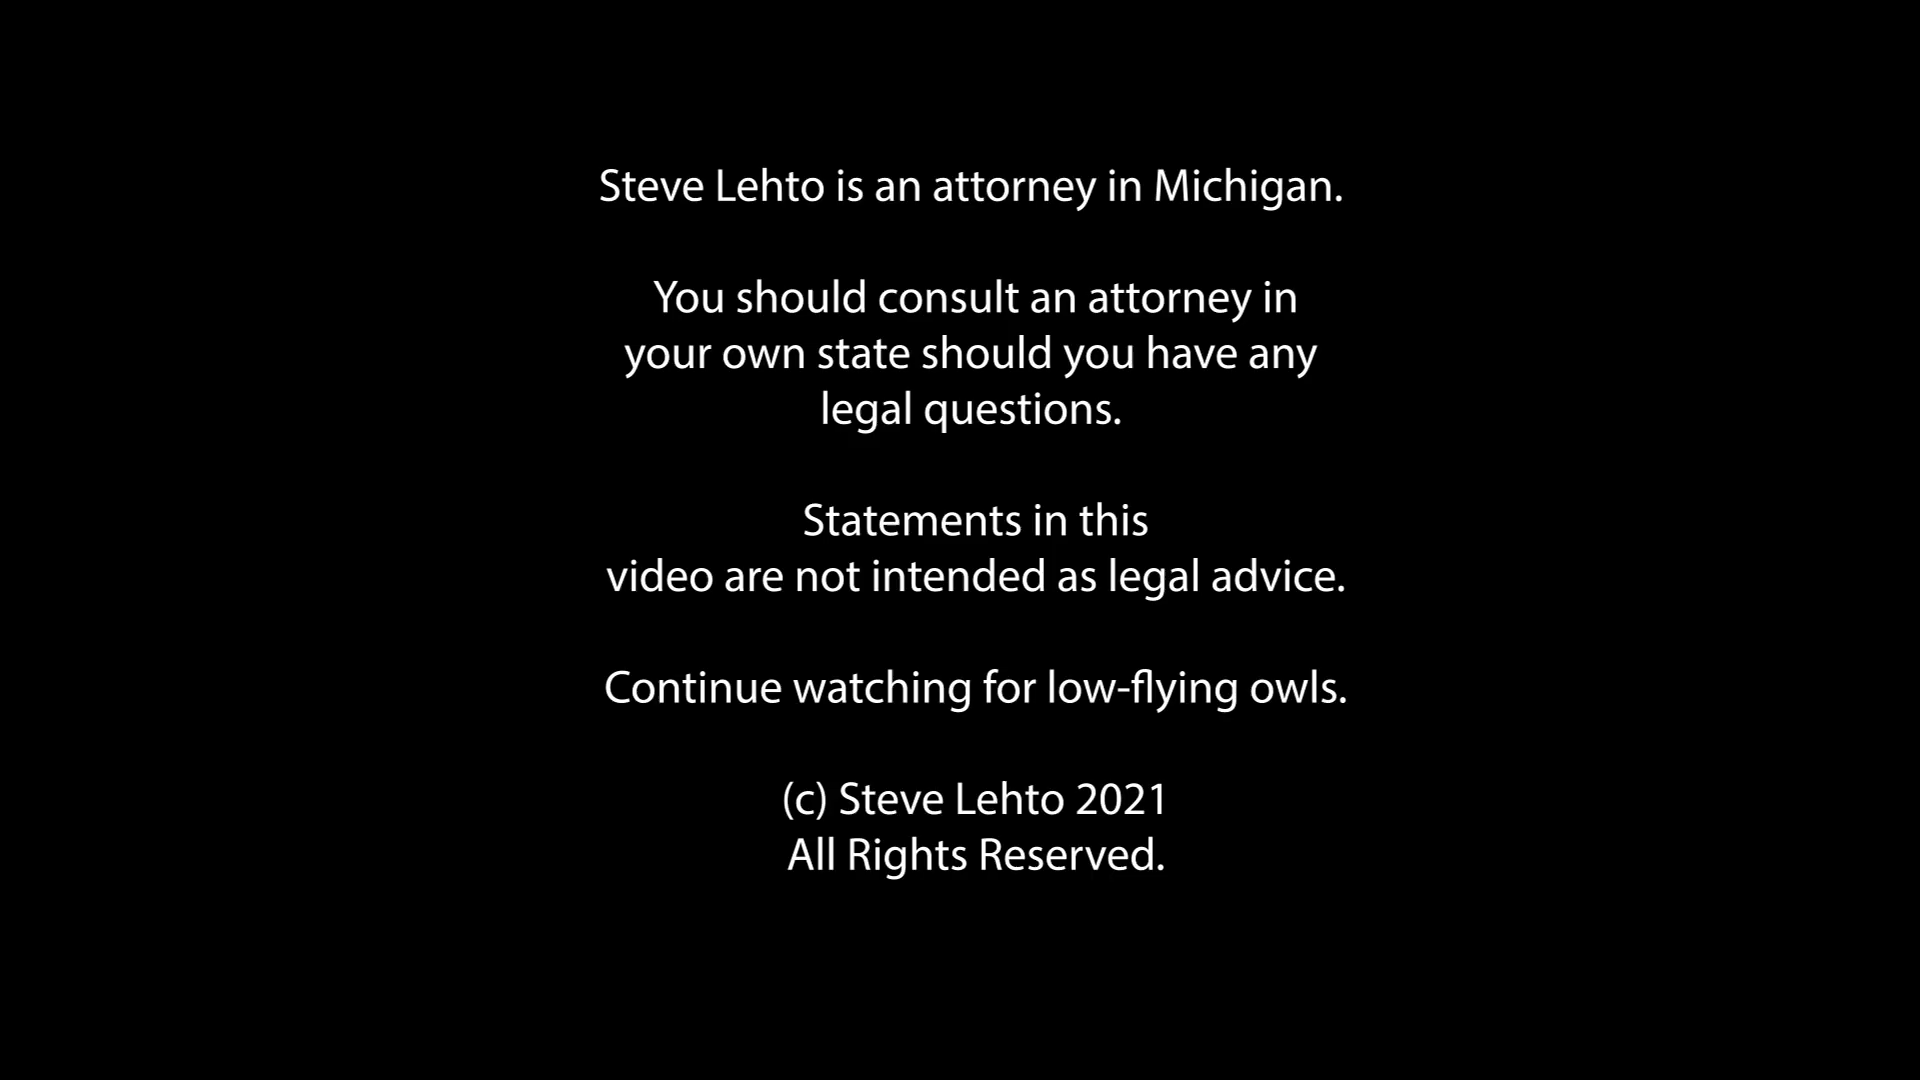 Steve Lehto is an attorney in Michigan.
You should consult an attorney in
your own state should you have any
legal questions.
Statements in this
video are not intended as legal advice.
Continue watching for low-flying owls.
(c) Steve Lehto 2021
All Rights Reserved.